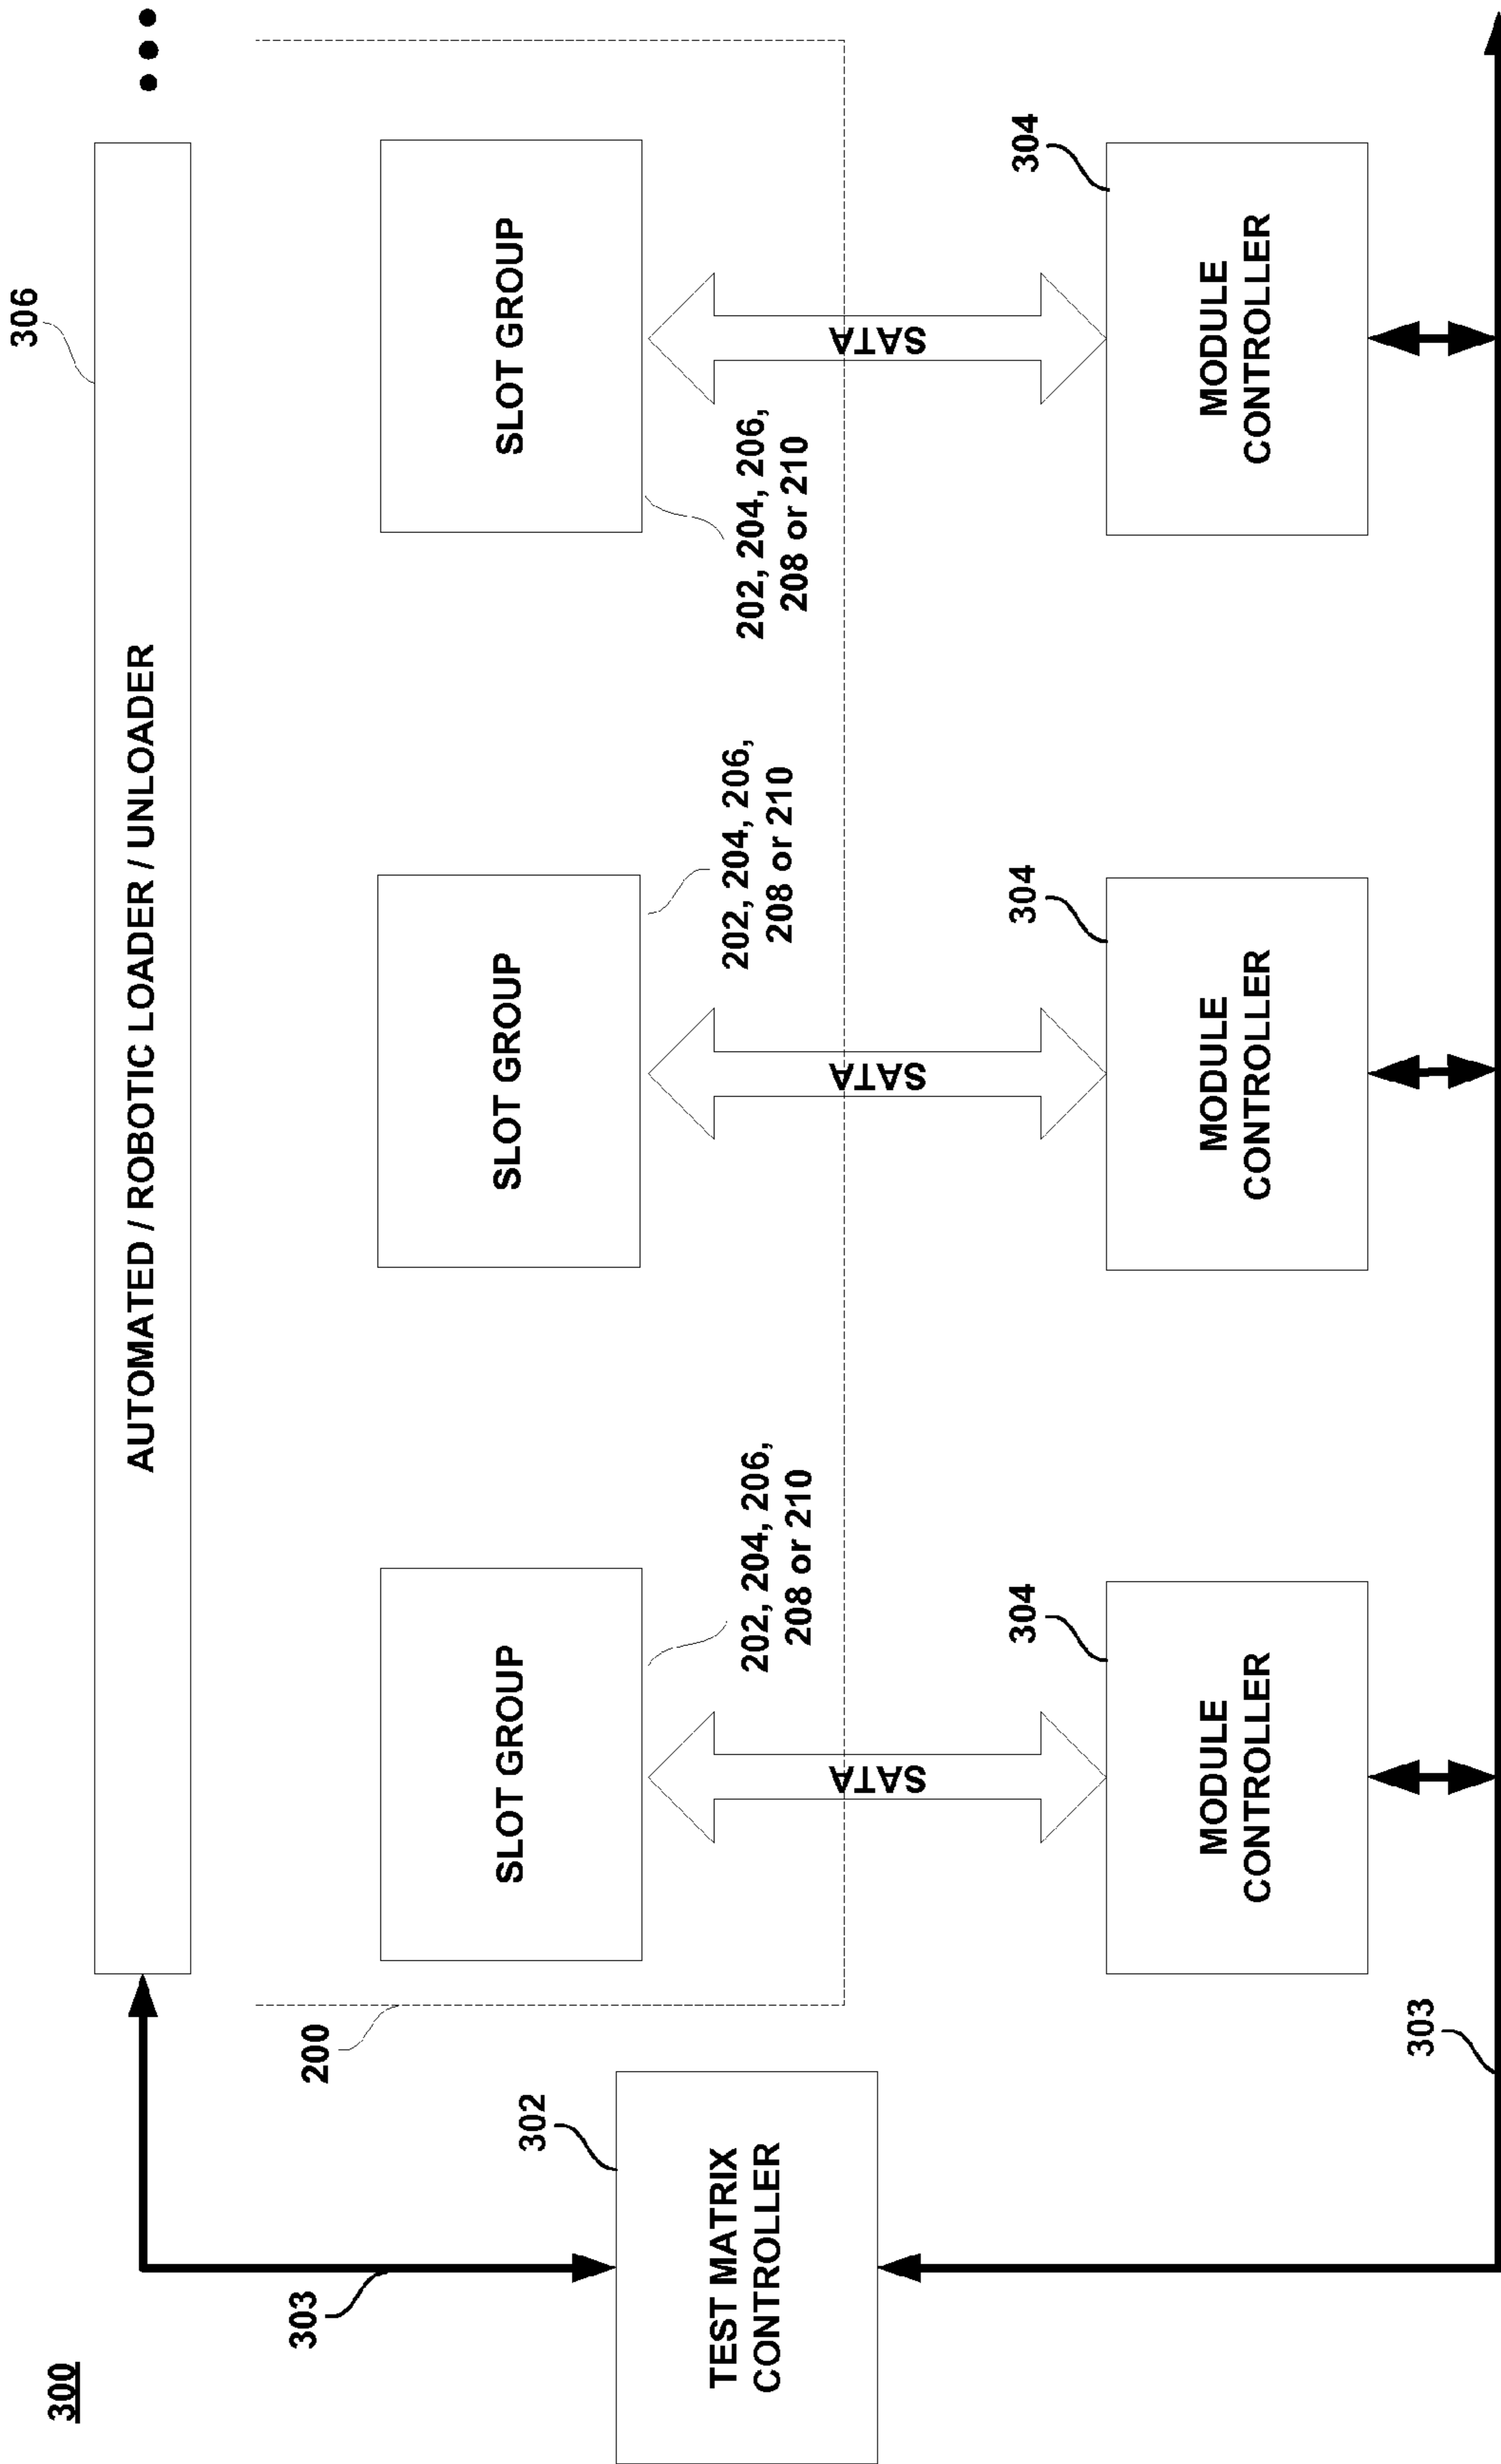 300
303
302
TEST MATRIX
CONTROLLER
200
306
AUTOMATED / ROBOTIC LOADER / UNLOADER
SLOT GROUP
202, 204, 206,
208 or 210
SLOT GROUP
202, 204, 206,
208 or 210
SLOT GROUP
202, 204, 206,
208 or 210
SATA
SATA
SATA
304
MODULE
CONTROLLER
304
MODULE
CONTROLLER
304
MODULE
CONTROLLER
303